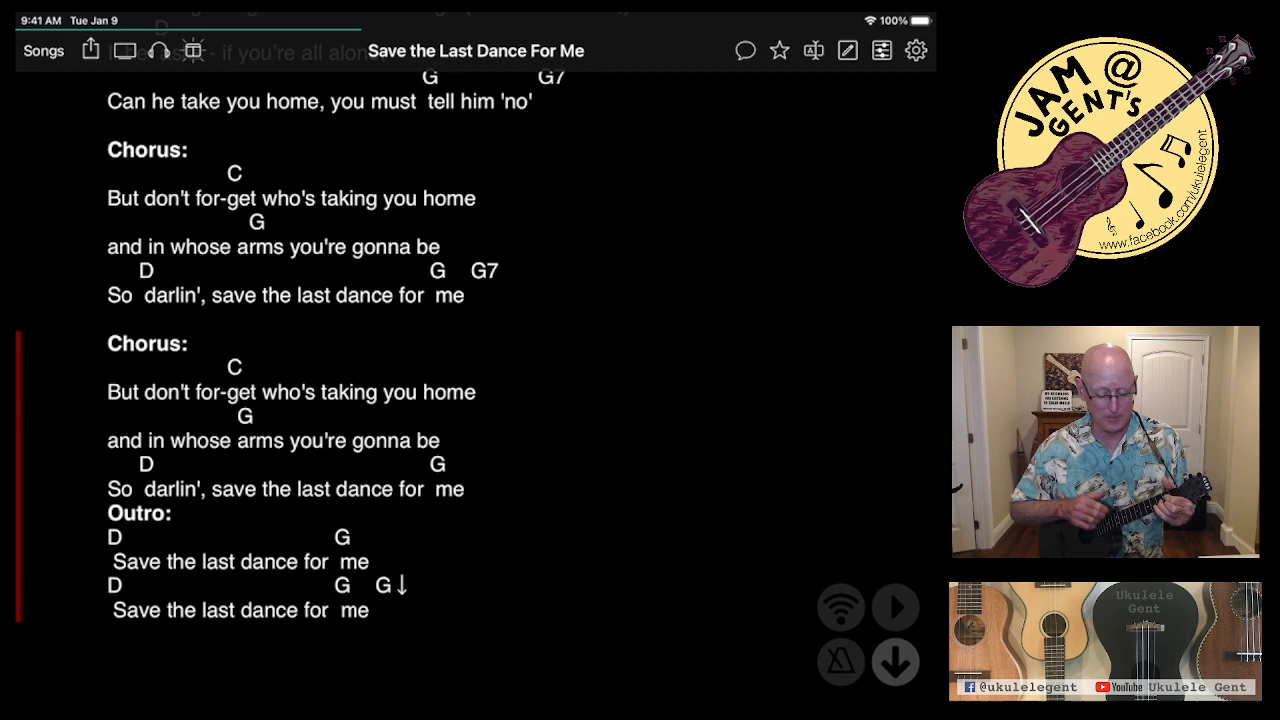 9:41 AM Tue Jan 9
100%
D
Songs
if you're all alone,
Save the Last Dance For Me
G G7
Can he take you home, you must tell him 'no'
Chorus:
C
But don't for-get who's taking you home
G
and in whose arms you're gonna be
D G G7
So darlin', save the last dance for me
Chorus:
C
But don't for-get who's taking you home
G
and in whose arms you're gonna be
D G
So darlin', save the last dance for me
Outro:
D G
Save the last dance for me
D G G↓
Save the last dance for me
JAM @
GENT'S
www.facebook.com/ukulelegent
Ukulele
Gent
@ukulelegent
YouTube Ukulele Gent